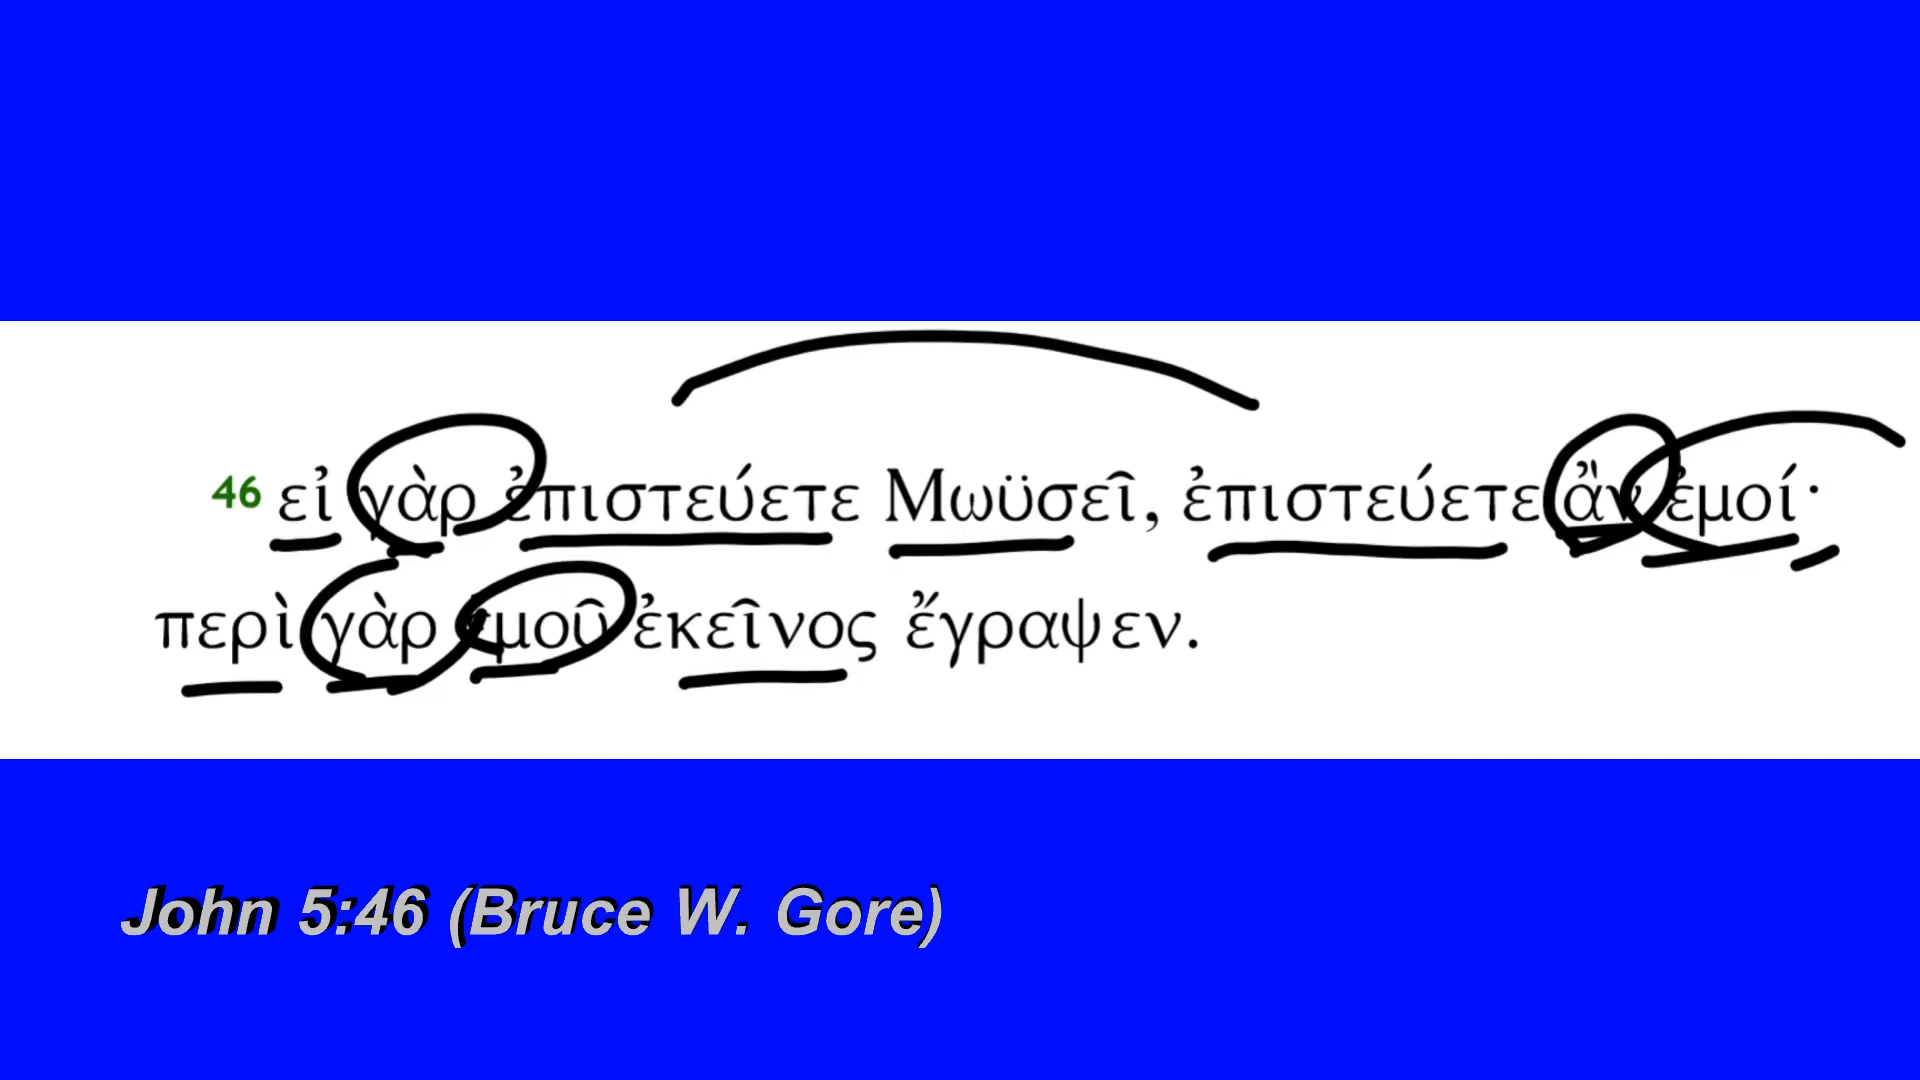 46 εἰ γὰρ ἐπιστεύετε Μωϋσεῖ, ἐπιστεύετε ἂν ἐμοί·
περὶ γὰρ ἐμοῦ ἐκεῖνος ἔγραψεν.
John 5:46 (Bruce W. Gore)